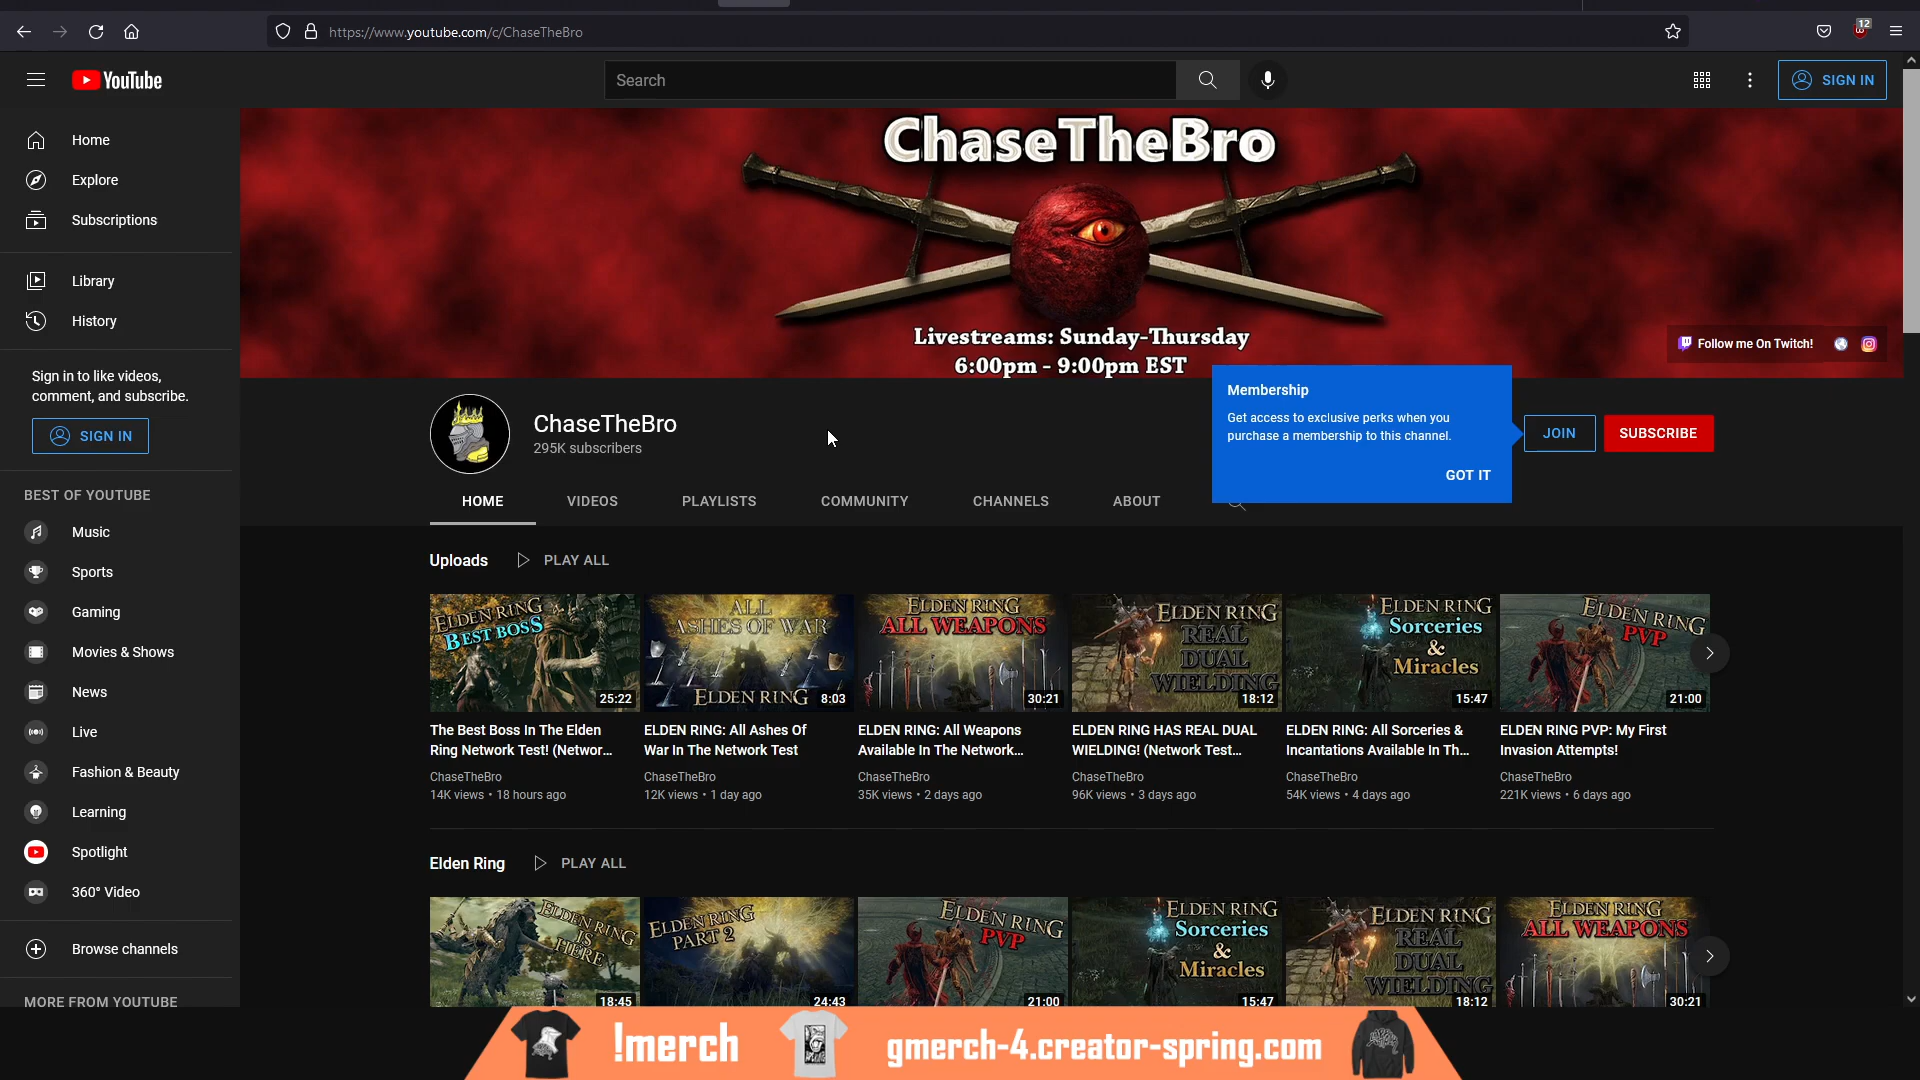 https://www.youtube.com/c/ChaseTheBro
12
YouTube
Search
SIGN IN
Home
Explore
Subscriptions
Library
History
Sign in to like videos,
comment, and subscribe.
SIGN IN
BEST OF YOUTUBE
Music
Sports
Gaming
Movies & Shows
News
Live
Fashion & Beauty
Learning
Spotlight
360° Video
Browse channels
MORE FROM YOUTUBE
ChaseTheBro
Livestreams: Sunday-Thursday
6:00pm - 9:00pm EST
Follow me On Twitch!
ChaseTheBro
295K subscribers
Membership
Get access to exclusive perks when you
purchase a membership to this channel.
GOT IT
JOIN
SUBSCRIBE
HOME
VIDEOS
PLAYLISTS
COMMUNITY
CHANNELS
ABOUT
Uploads
PLAY ALL
ELDEN RING
BEST BOSS
25:22
The Best Boss In The Elden
Ring Network Test! (Networ...
ChaseTheBro
14K views • 18 hours ago
ALL
ASHES OF WAR
ELDEN RING
8:03
ELDEN RING: All Ashes Of
War In The Network Test
ChaseTheBro
12K views • 1 day ago
ELDEN RING
ALL WEAPONS
30:21
ELDEN RING: All Weapons
Available In The Network...
ChaseTheBro
35K views • 2 days ago
ELDEN RING
REAL
DUAL
WIELDING
18:12
ELDEN RING HAS REAL DUAL
WIELDING! (Network Test...
ChaseTheBro
96K views • 3 days ago
ELDEN RING
Sorceries
&
Miracles
15:47
ELDEN RING: All Sorceries &
Incantations Available In Th...
ChaseTheBro
54K views • 4 days ago
ELDEN RING
PVP
21:00
ELDEN RING PVP: My First
Invasion Attempts!
ChaseTheBro
221K views • 6 days ago
Elden Ring
PLAY ALL
ELDEN RING
IS
HERE
18:45
ELDEN RING
PART 2
24:43
ELDEN RING
PVP
21:00
ELDEN RING
Sorceries
&
Miracles
15:47
ELDEN RING
REAL
DUAL
WIELDING
18:12
ELDEN RING
ALL WEAPONS
30:21
!merch
gmerch-4.creator-spring.com